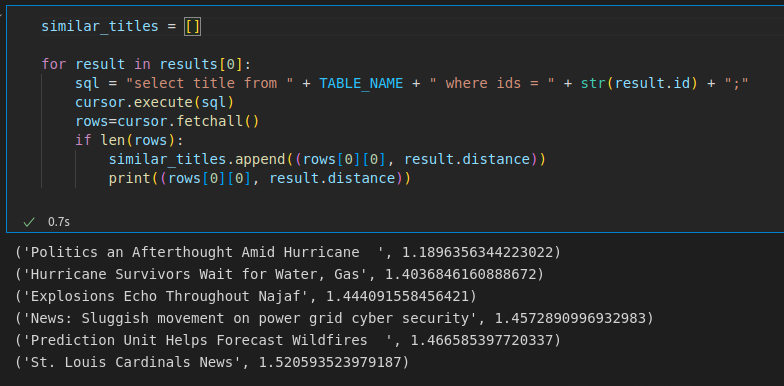 similar_titles = []
for result in results[0]:
sql = "select title from " + TABLE_NAME + " where ids = " + str(result.id) + ";"
cursor.execute(sql)
rows=cursor.fetchall()
if len(rows):
similar_titles.append((rows[0][0], result.distance))
print((rows[0][0], result.distance))
✓ 0.7s
('Politics an Afterthought Amid Hurricane  ', 1.1896356344223022)
('Hurricane Survivors Wait for Water, Gas', 1.4036846160888672)
('Explosions Echo Throughout Najaf', 1.444091558456421)
('News: Sluggish movement on power grid cyber security', 1.4572890996932983)
('Prediction Unit Helps Forecast Wildfires  ', 1.466585397720337)
('St. Louis Cardinals News', 1.520593523979187)